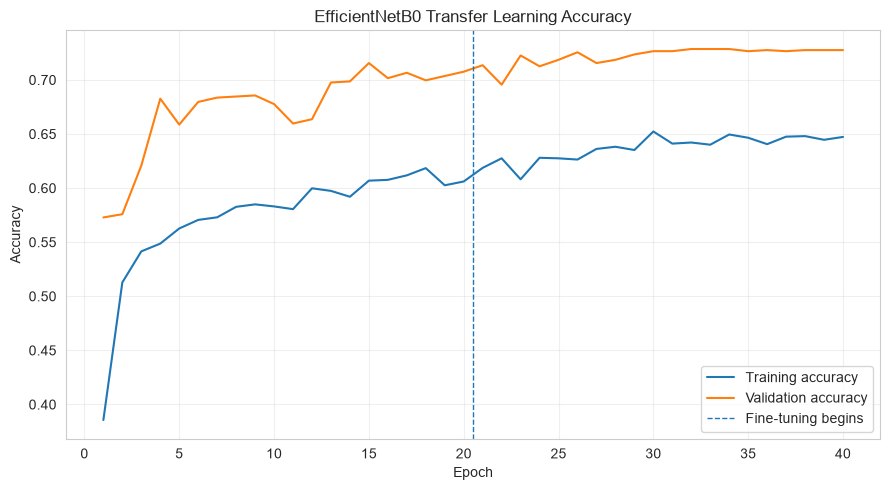 EfficientNetB0 Transfer Learning Accuracy
Accuracy
0.70
0.65
0.60
0.55
0.50
0.45
0.40
Training accuracy
Validation accuracy
Fine-tuning begins
0 5 10 15 20 25 30 35 40
Epoch